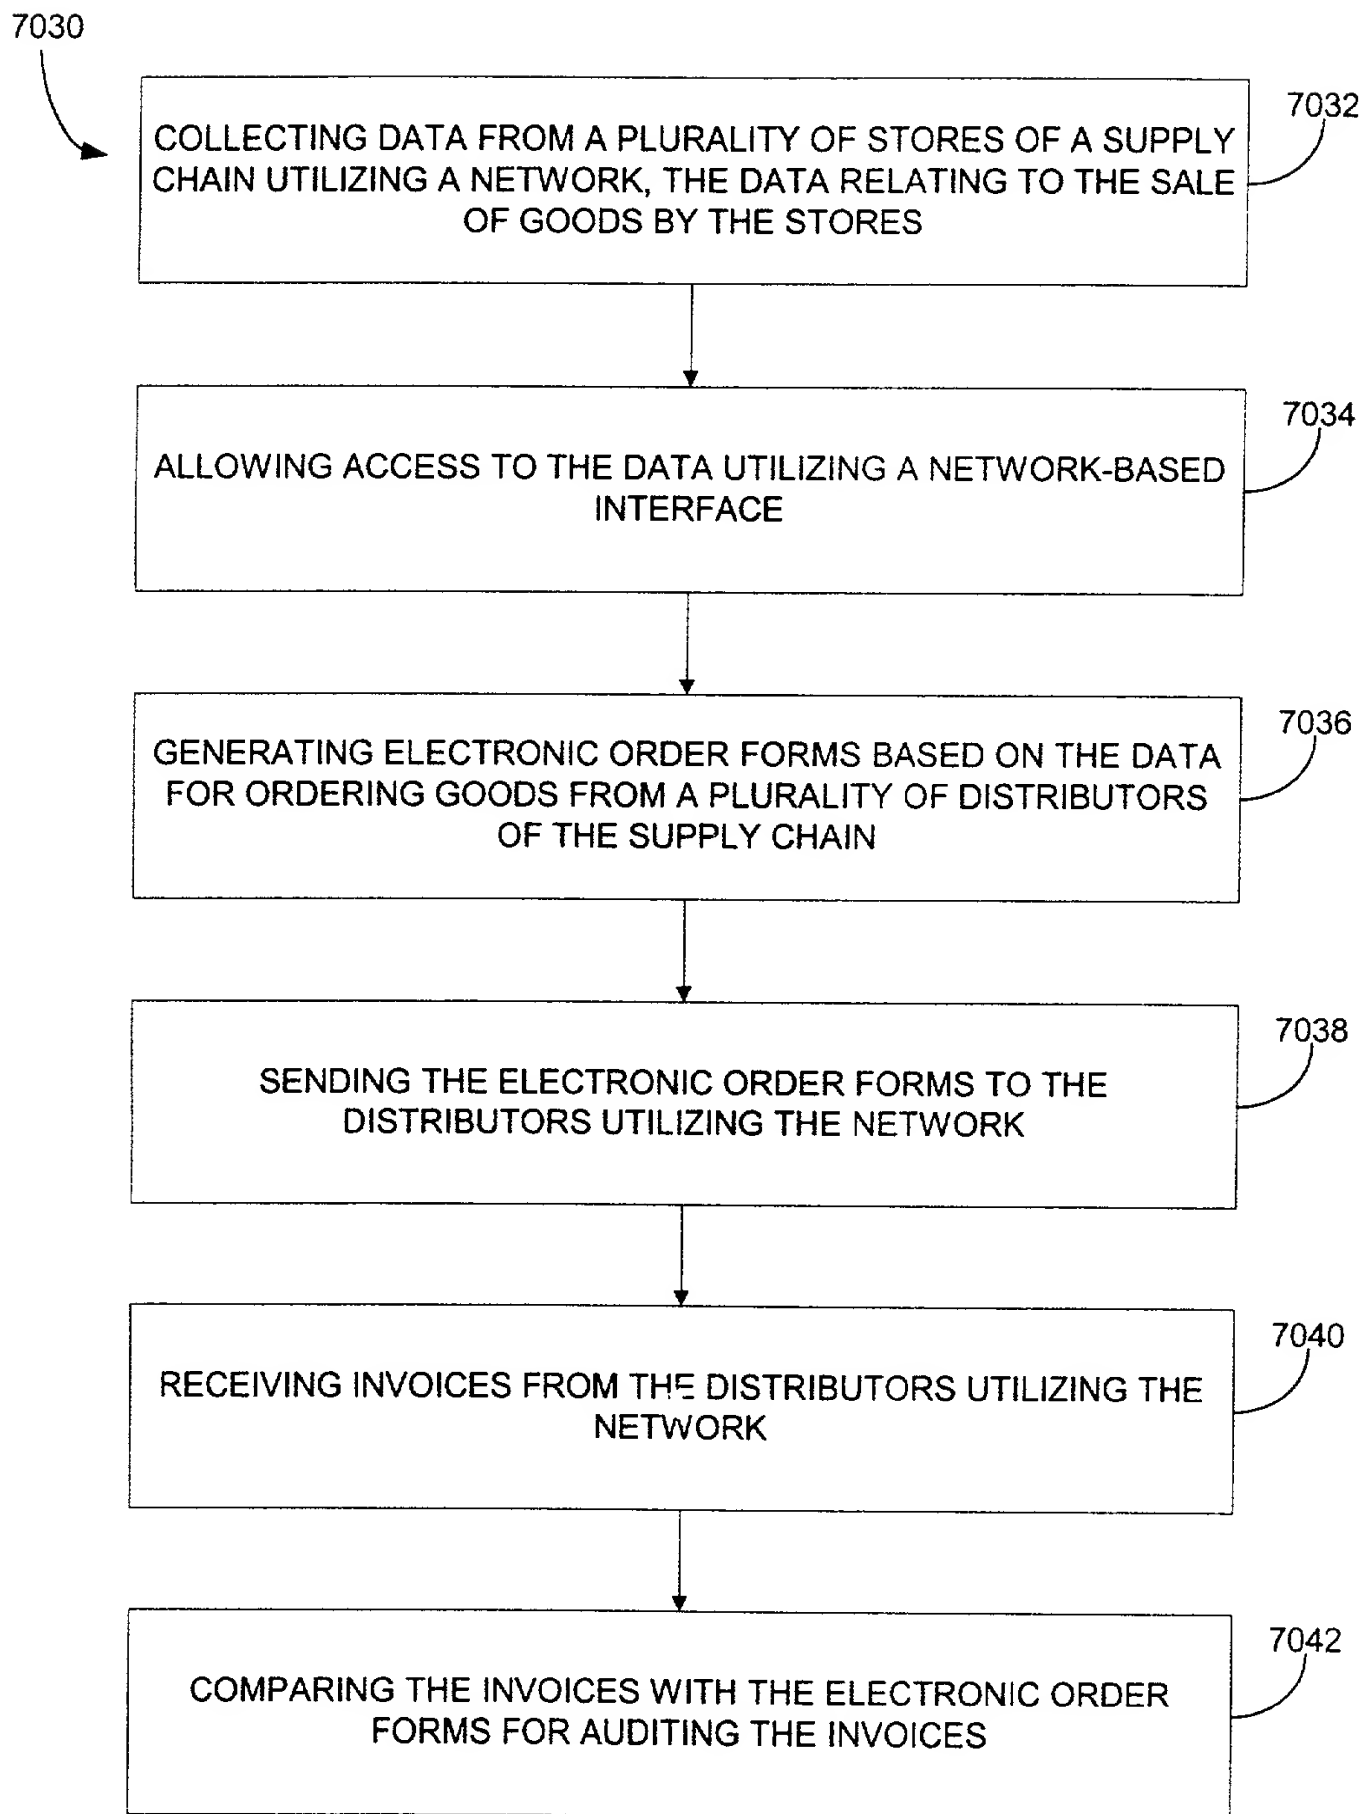 7030
7032
COLLECTING DATA FROM A PLURALITY OF STORES OF A SUPPLY
CHAIN UTILIZING A NETWORK, THE DATA RELATING TO THE SALE
OF GOODS BY THE STORES
7034
ALLOWING ACCESS TO THE DATA UTILIZING A NETWORK-BASED
INTERFACE
7036
GENERATING ELECTRONIC ORDER FORMS BASED ON THE DATA
FOR ORDERING GOODS FROM A PLURALITY OF DISTRIBUTORS
OF THE SUPPLY CHAIN
7038
SENDING THE ELECTRONIC ORDER FORMS TO THE
DISTRIBUTORS UTILIZING THE NETWORK
7040
RECEIVING INVOICES FROM THE DISTRIBUTORS UTILIZING THE
NETWORK
7042
COMPARING THE INVOICES WITH THE ELECTRONIC ORDER
FORMS FOR AUDITING THE INVOICES